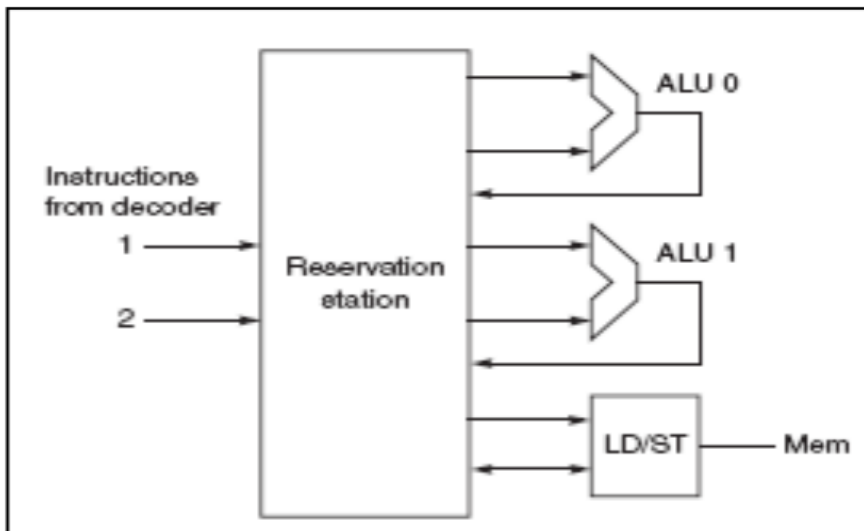 ALU 0
Instructions
from decoder
1
2
Reservation
station
ALU 1
LD/ST
Mem